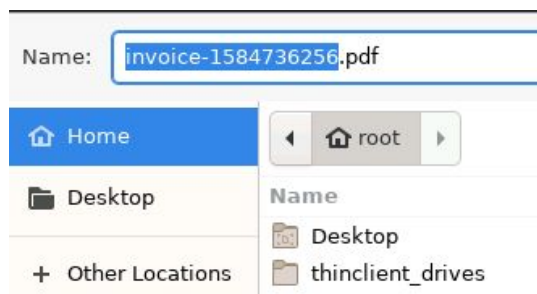 Name: invoice-1584736256.pdf
Home
root
Desktop
Name
Desktop
+ Other Locations
thinclient_drives